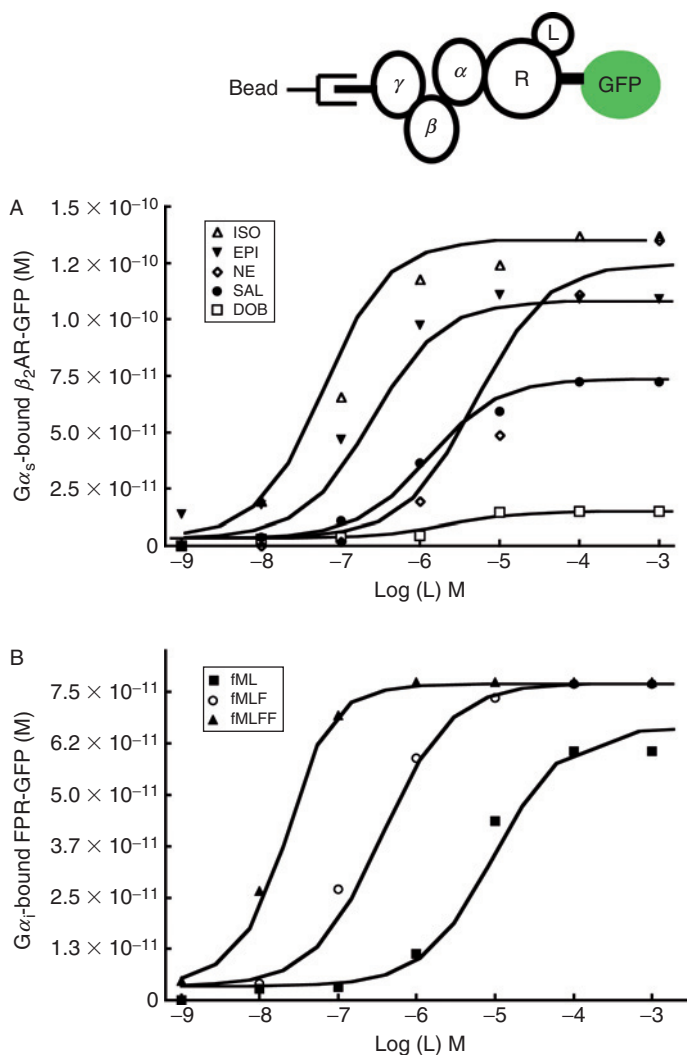 L
Bead
γ
β
α
R
GFP
A
Gαs-bound β2AR-GFP (M)
1.5 × 10−10
1.2 × 10−10
1.0 × 10−10
7.5 × 10−11
5.0 × 10−11
2.5 × 10−11
0
ISO
EPI
NE
SAL
DOB
−9 −8 −7 −6 −5 −4 −3
Log (L) M
B
Gαi-bound FPR-GFP (M)
7.5 × 10−11
6.2 × 10−11
5.0 × 10−11
3.7 × 10−11
2.5 × 10−11
1.3 × 10−11
0
fML
fMLF
fMLFF
−9 −8 −7 −6 −5 −4 −3
Log (L) M